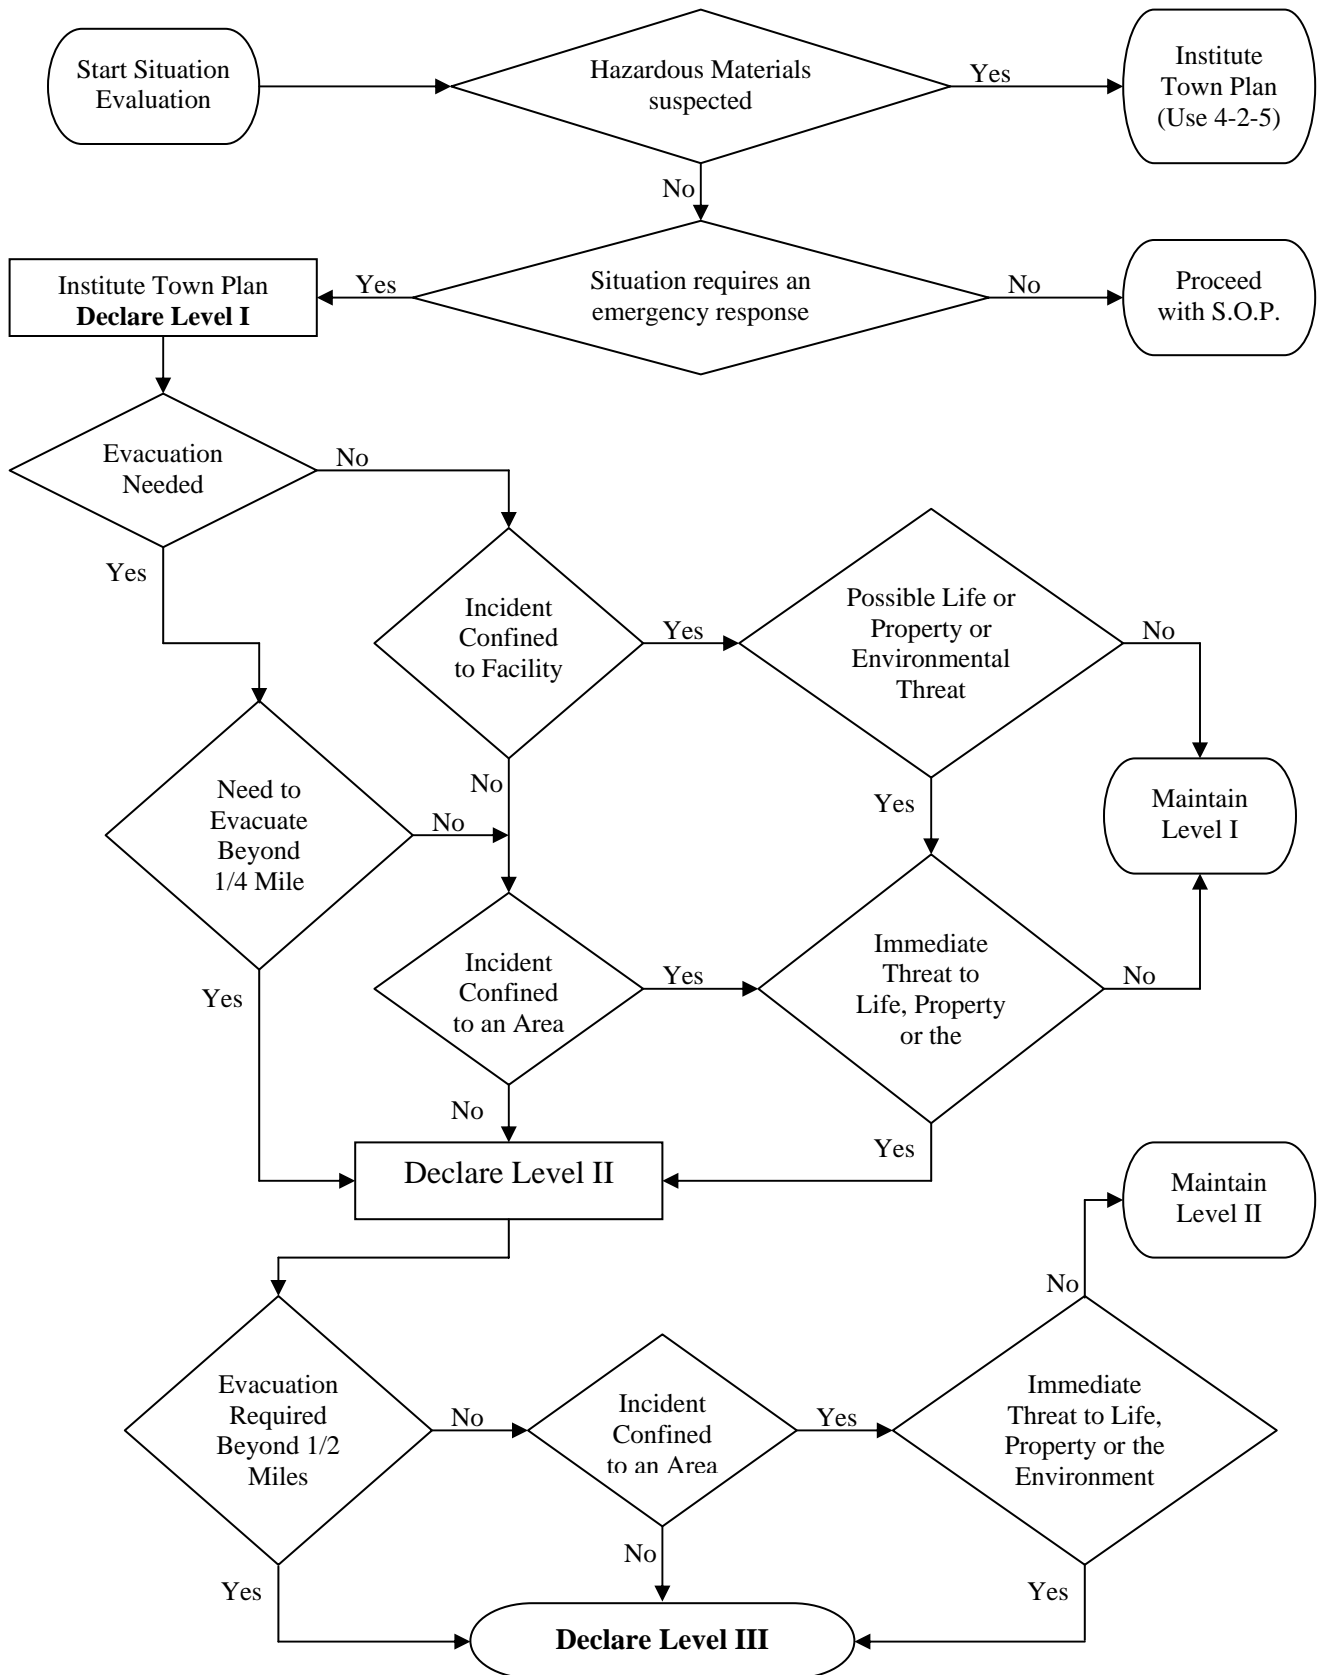 Start Situation
Evaluation
Hazardous Materials
suspected
Yes
Institute
Town Plan
(Use 4-2-5)
No
Institute Town Plan
Declare Level I
Yes
Situation requires an
emergency response
No
Proceed
with S.O.P.
Evacuation
Needed
No
Yes
Incident
Confined
to Facility
Yes
Possible Life or
Property or
Environmental
Threat
No
No
Yes
Need to
Evacuate
Beyond
1/4 Mile
No
Maintain
Level I
Yes
Incident
Confined
to an Area
Yes
Immediate
Threat to
Life, Property
or the
No
No
Yes
Declare Level II
Maintain
Level II
No
Evacuation
Required
Beyond 1/2
Miles
No
Incident
Confined
to an Area
Yes
Immediate
Threat to Life,
Property or the
Environment
No
Yes
Yes
Declare Level III